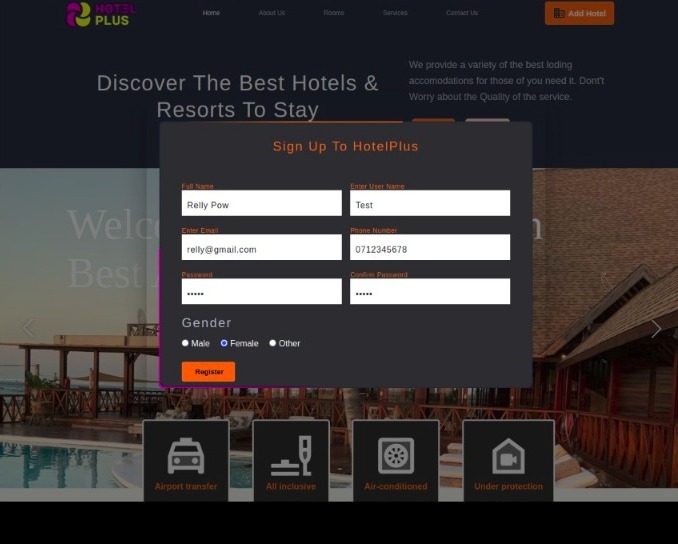 HOTEL
PLUS
Home About Us Rooms Services Contact Us
Add Hotel
Discover The Best Hotels &
Resorts To Stay
We provide a variety of the best loding
accomodations for those of you need it. Dont't
Worry about the Quality of the service.
Sign Up To HotelPlus
Full Name
Relly Pow
Enter User Name
Test
Enter Email
relly@gmail.com
Phone Number
0712345678
Password
•••••
Confirm Password
•••••
Gender
Male Female Other
Register
Best
Airport transfer
All inclusive
Air-conditioned
Under protection